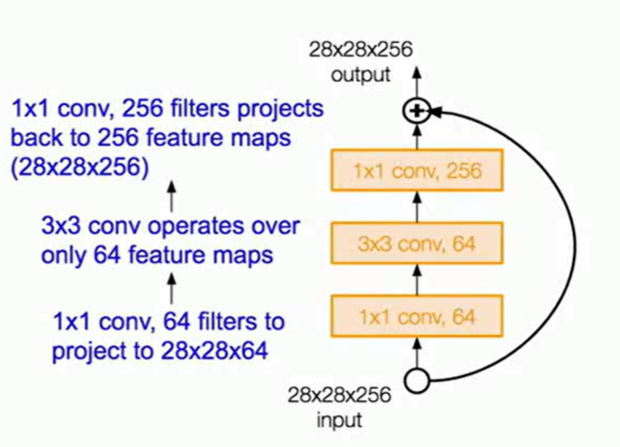 28x28x256
output
1x1 conv, 256 filters projects
back to 256 feature maps
(28x28x256)
3x3 conv operates over
only 64 feature maps
1x1 conv, 64 filters to
project to 28x28x64
+
1x1 conv, 256
3x3 conv, 64
1x1 conv, 64
28x28x256
input